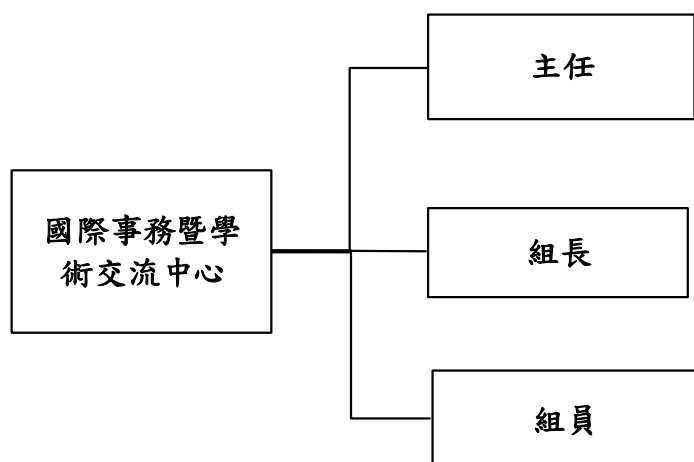 國際事務暨學
術交流中心
主任
組長
組員